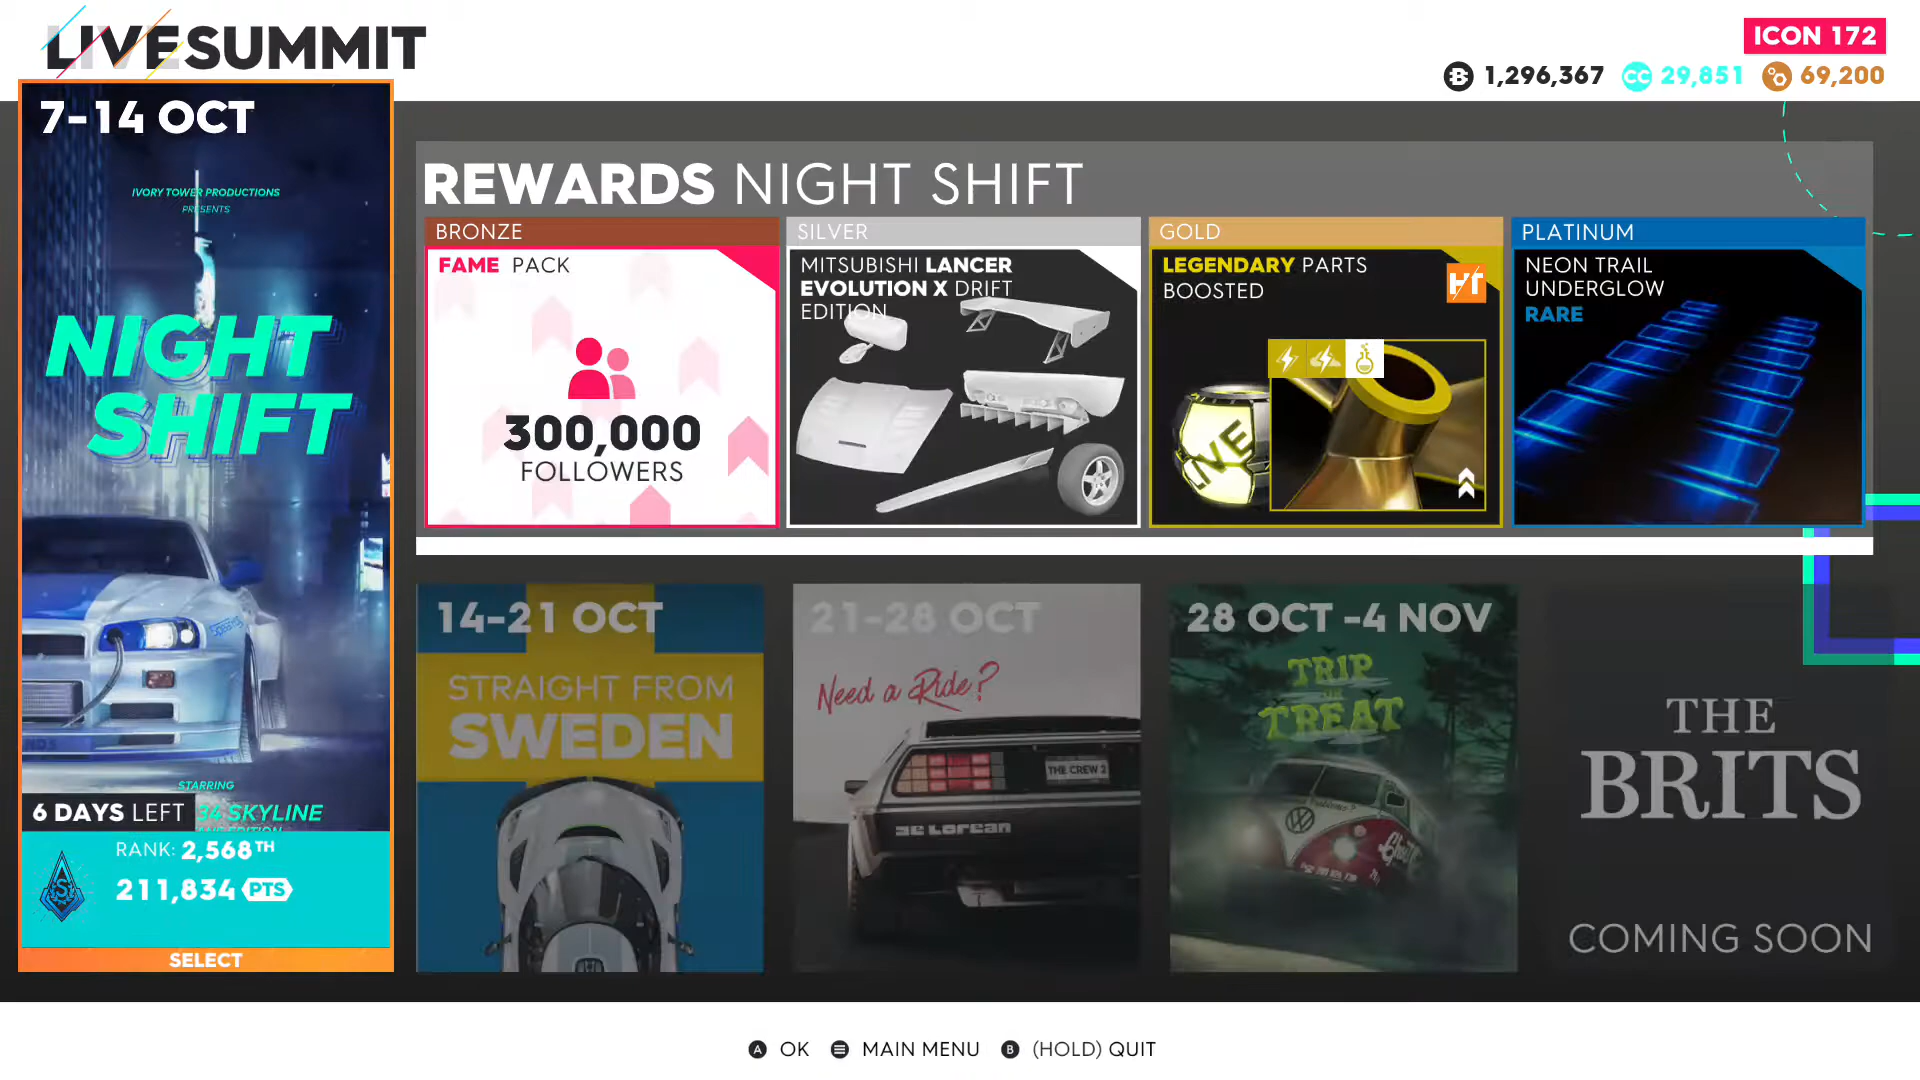 LIVESUMMIT
ICON 172
1,296,367
CC 29,851
69,200
7-14 OCT
IVORY TOWER PRODUCTIONS
PRESENTS
NIGHT
SHIFT
STARRING
6 DAYS LEFT
34 SKYLINE
RANK: 2,568TH
211,834 PTS
SELECT
REWARDS NIGHT SHIFT
BRONZE
FAME PACK
300,000
FOLLOWERS
SILVER
MITSUBISHI LANCER
EVOLUTION X DRIFT
EDITION
GOLD
LEGENDARY PARTS
BOOSTED
HT
LIVE
PLATINUM
NEON TRAIL
UNDERGLOW
RARE
14-21 OCT
STRAIGHT FROM
SWEDEN
21-28 OCT
Need a Ride?
THE CREW 2
DeLorean
28 OCT -4 NOV
TRIP
TREAT
THE
BRITS
COMING SOON
A OK
MAIN MENU
B (HOLD) QUIT